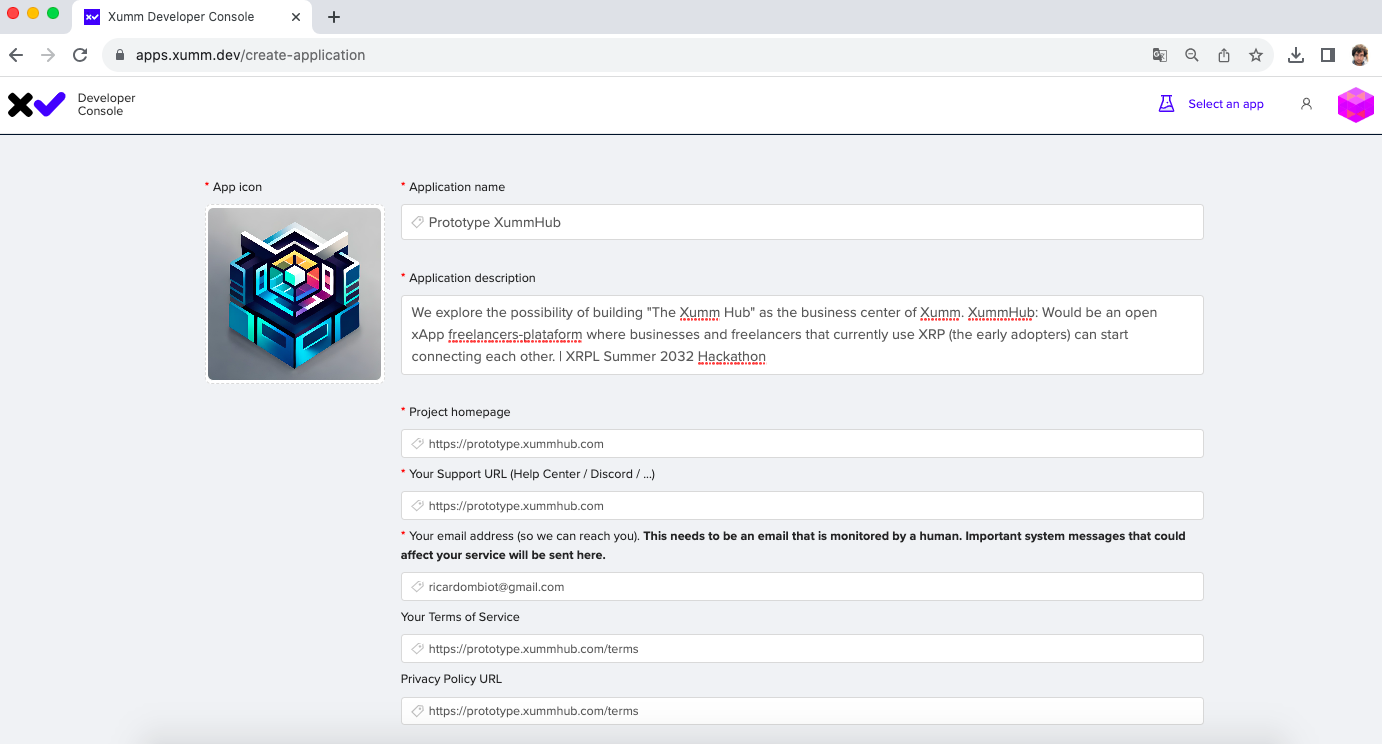 Xumm Developer Console
apps.xumm.dev/create-application
Developer
Console
Select an app
* App icon
* Application name
Prototype XummHub
* Application description
We explore the possibility of building "The Xumm Hub" as the business center of Xumm. XummHub: Would be an open
xApp freelancers-plataform where businesses and freelancers that currently use XRP (the early adopters) can start
connecting each other. | XRPL Summer 2032 Hackathon
* Project homepage
https://prototype.xummhub.com
* Your Support URL (Help Center / Discord / ...)
https://prototype.xummhub.com
* Your email address (so we can reach you). This needs to be an email that is monitored by a human. Important system messages that could
affect your service will be sent here.
ricardombiot@gmail.com
Your Terms of Service
https://prototype.xummhub.com/terms
Privacy Policy URL
https://prototype.xummhub.com/terms